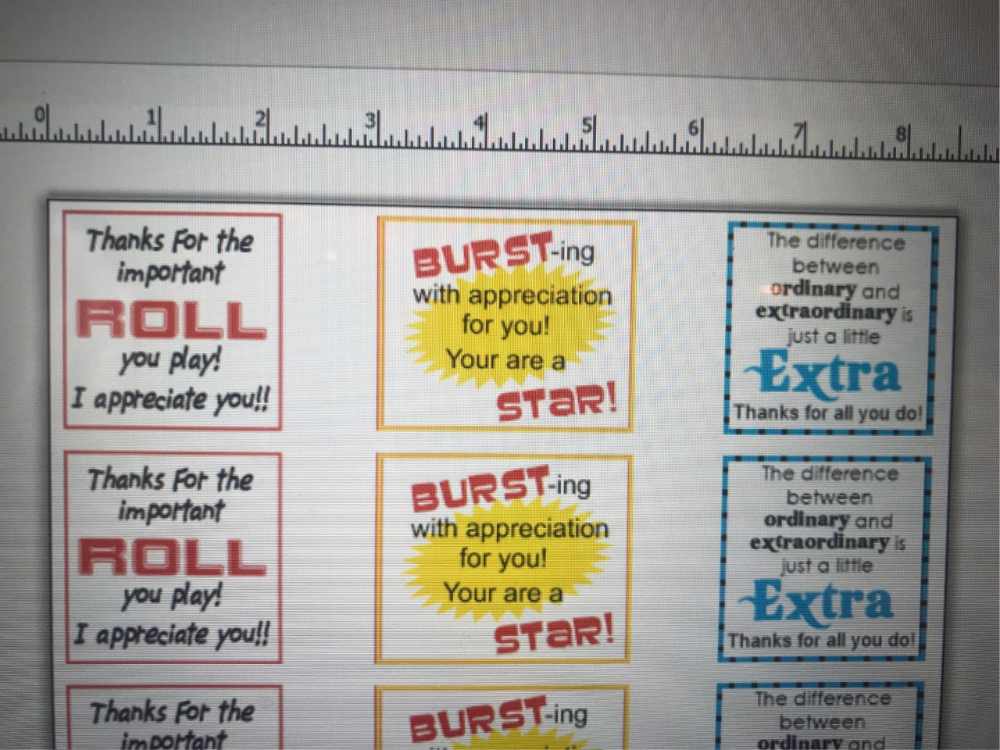 0 1 2 3 4 5 6 7 8
Thanks For the
important
ROLL
you play!
I appreciate you!!
BURST-ing
with appreciation
for you!
Your are a
STaR!
The difference
between
ordinary and
extraordinary is
just a little
Extra
Thanks for all you do!
Thanks For the
important
ROLL
you play!
I appreciate you!!
BURST-ing
with appreciation
for you!
Your are a
STaR!
The difference
between
ordinary and
extraordinary is
just a little
Extra
Thanks for all you do!
Thanks For the
important
BURST-ing
The difference
between
ordinary and